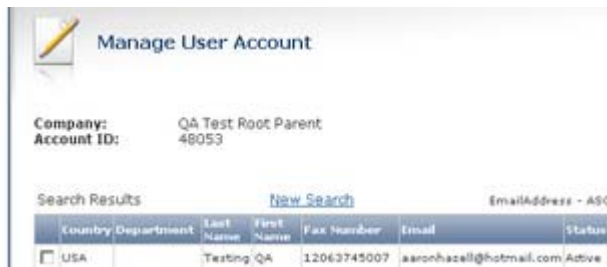 Manage User Account
Company: QA Test Root Parent
Account ID: 48053
Search Results New Search EmailAddress - ASC
Country Department Last Name First Name Fax Number Email Status
USA Testing QA 12063745007 aaronhazell@hotmail.com Active